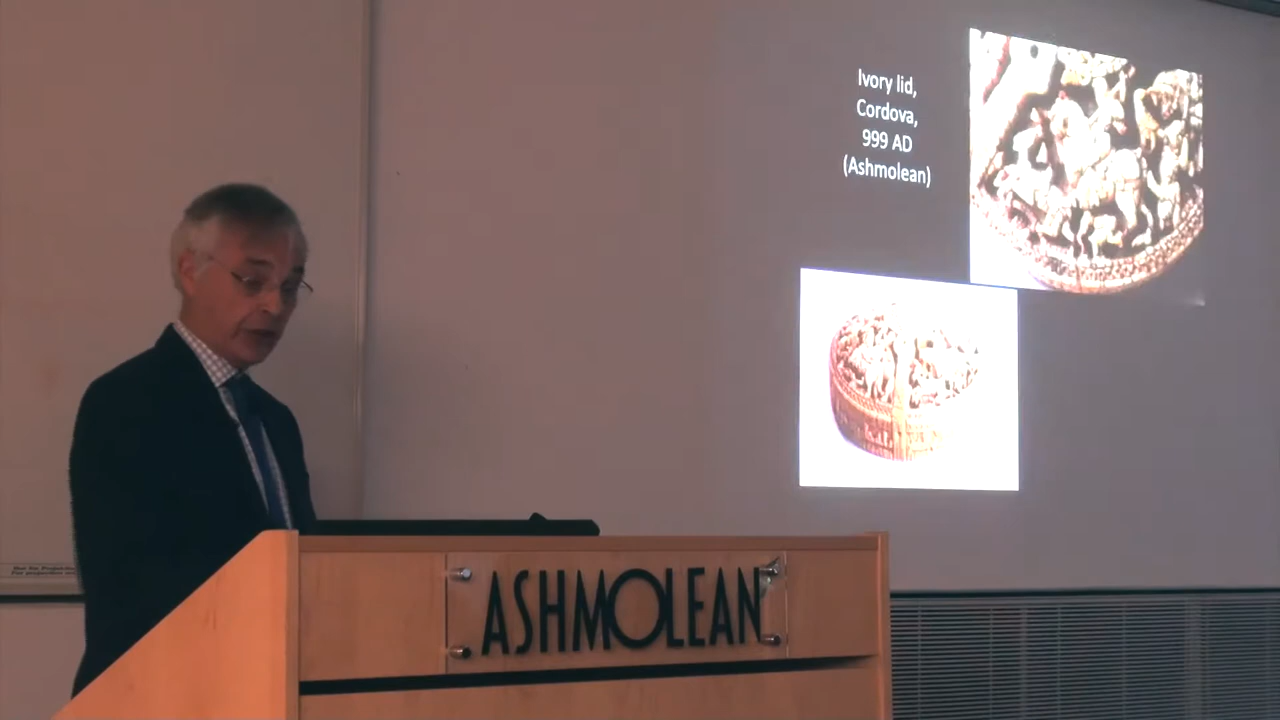 Ivory lid,
Cordova,
999 AD
(Ashmolean)
ASHMOLEAN